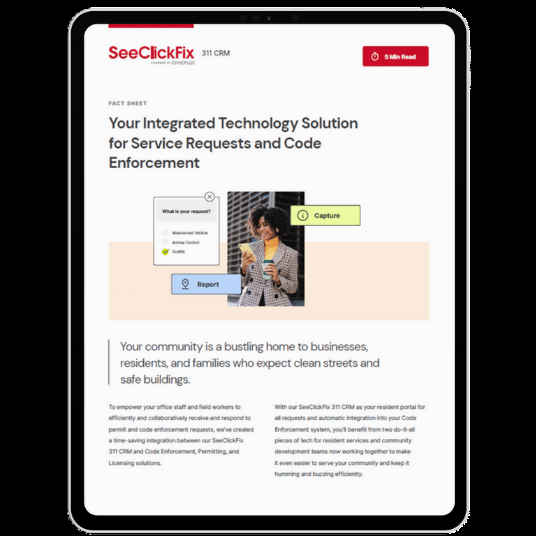 SeeClickFix 311 CRM
POWERED BY CIVICPLUS
5 Min Read
FACT SHEET
Your Integrated Technology Solution
for Service Requests and Code
Enforcement
What is your request?
Abandoned Vehicle
Animal Control
Graffiti
Capture
Report
Your community is a bustling home to businesses,
residents, and families who expect clean streets and
safe buildings.
To empower your office staff and field workers to
efficiently and collaboratively receive and respond to
permit and code enforcement requests, we've created
a time-saving integration between our SeeClickFix
311 CRM and Code Enforcement, Permitting, and
Licensing solutions.
With our SeeClickFix 311 CRM as your resident portal for
all requests and automatic integration into your Code
Enforcement system, you'll benefit from two do-it-all
pieces of tech for resident services and community
development teams now working together to make
it even easier to serve your community and keep it
humming and buzzing efficiently.